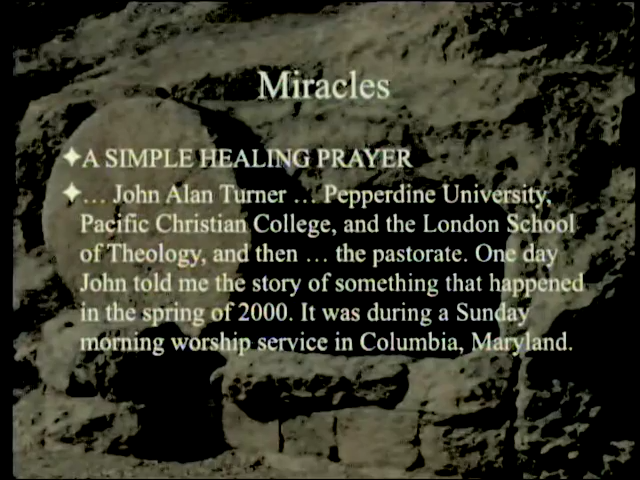 Miracles
✦A SIMPLE HEALING PRAYER
✦… John Alan Turner … Pepperdine University,
Pacific Christian College, and the London School
of Theology, and then … the pastorate. One day
John told me the story of something that happened
in the spring of 2000. It was during a Sunday
morning worship service in Columbia, Maryland.